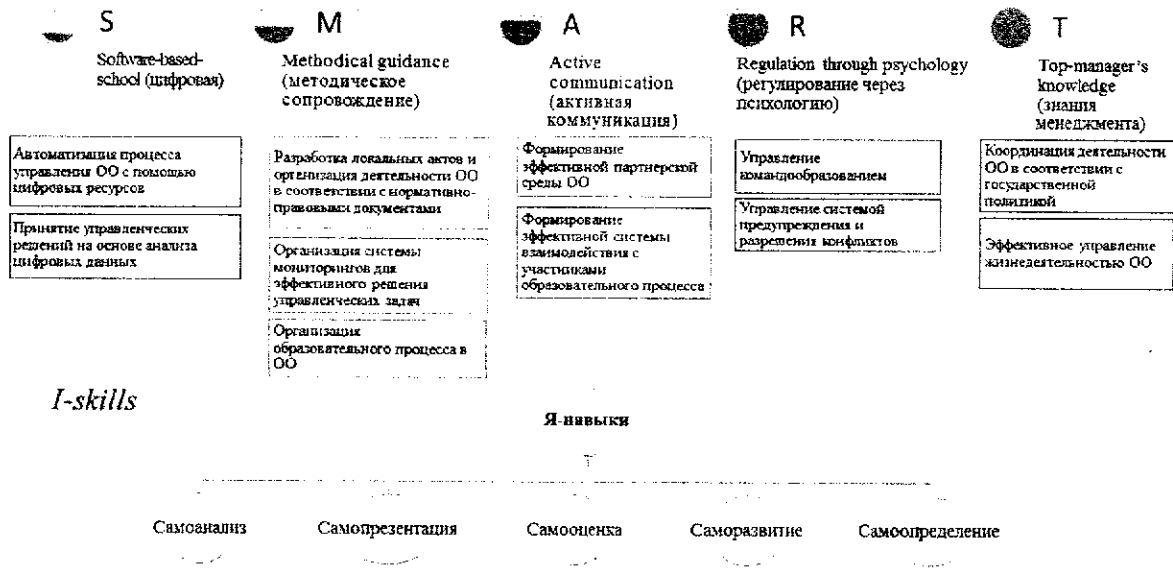 S
Software-based-
school (цифровая)
Автоматизация процесса
управления ОО с помощью
цифровых ресурсов
Принятие управленческих
решений на основе анализа
цифровых данных
M
Methodical guidance
(методическое
сопровождение)
Разработка локальных актов и
организация деятельности ОО
в соответствии с нормативно-
правовыми документами
Организация системы
мониторингов для
эффективного решения
управленческих задач
Организация
образовательного процесса в
ОО
A
Active
communication
(активная
коммуникация)
Формирование
эффективной партнерской
среды ОО
Формирование
эффективной системы
взаимодействия с
участниками
образовательного процесса
R
Regulation through psychology
(регулирование через
психологию)
Управление
командообразованием
Управление системой
предупреждения и
разрешения конфликтов
T
Top-manager's
knowledge
(знания
менеджмента)
Координация деятельности
ОО в соответствии с
государственной
политикой
Эффективное управление
жизнедеятельностью ОО
I-skills
Я-навыки
Самоанализ
Самопрезентация
Самооценка
Саморазвитие
Самоопределение